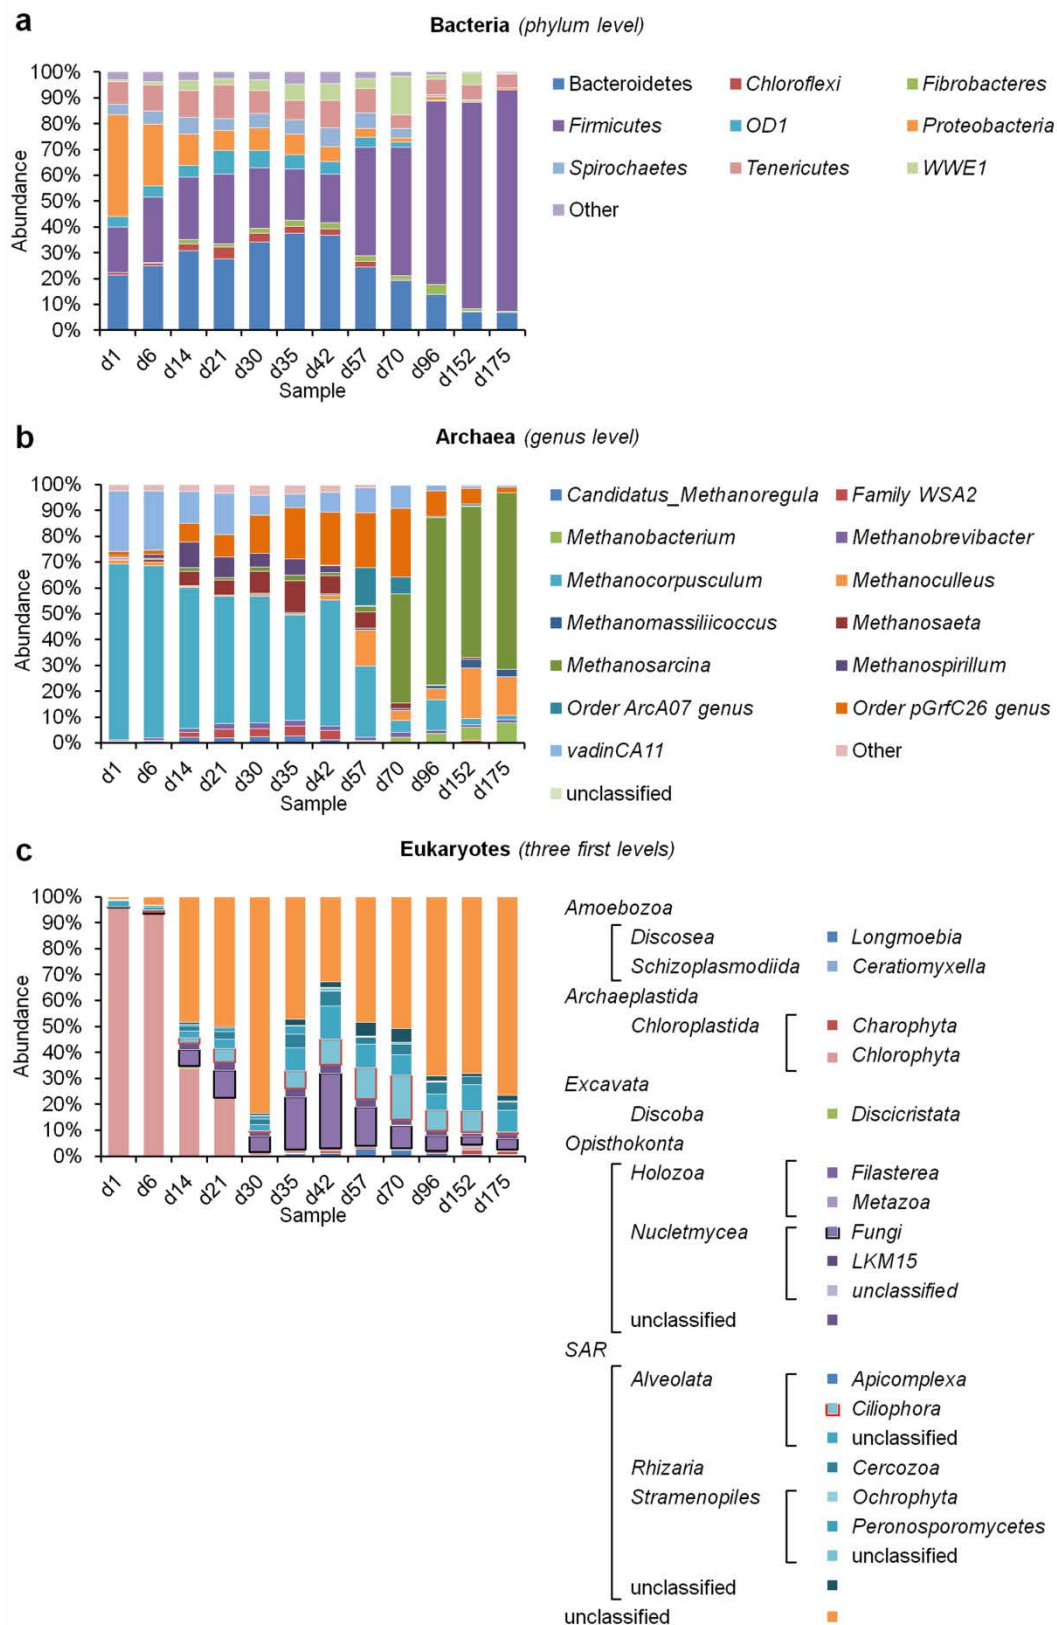 a
Bacteria (phylum level)
100%
90%
80%
70%
60%
50%
40%
30%
20%
10%
0%
Abundance
d1 d6 d14 d21 d30 d35 d42 d57 d70 d96 d152 d175
Sample
Bacteroidetes Chloroflexi Fibrobacteres
Firmicutes OD1 Proteobacteria
Spirochaetes Tenericutes WWE1
Other
b
Archaea (genus level)
100%
90%
80%
70%
60%
50%
40%
30%
20%
10%
0%
Abundance
d1 d6 d14 d21 d30 d35 d42 d57 d70 d96 d152 d175
Sample
Candidatus_Methanoregula Family WSA2
Methanobacterium Methanobrevibacter
Methanocorpusculum Methanoculleus
Methanomassiliicoccus Methanosaeta
Methanosarcina Methanospirillum
Order ArcA07 genus Order pGrfC26 genus
vadinCA11 Other
unclassified
c
Eukaryotes (three first levels)
100%
90%
80%
70%
60%
50%
40%
30%
20%
10%
0%
Abundance
d1 d6 d14 d21 d30 d35 d42 d57 d70 d96 d152 d175
Sample
Amoebozoa
Discosea Longmoebia
Schizoplasmodiida Ceratiomyxella
Archaeplastida
Chloroplastida Charophyta
Chlorophyta
Excavata
Discoba Discicristata
Opisthokonta
Holozoa Filasterea
Metazoa
Nucletmycea Fungi
LKM15
unclassified
unclassified
SAR
Alveolata Apicomplexa
Ciliophora
unclassified
Rhizaria Cercozoa
Stramenopiles Ochrophyta
Peronosporomycetes
unclassified
unclassified
unclassified